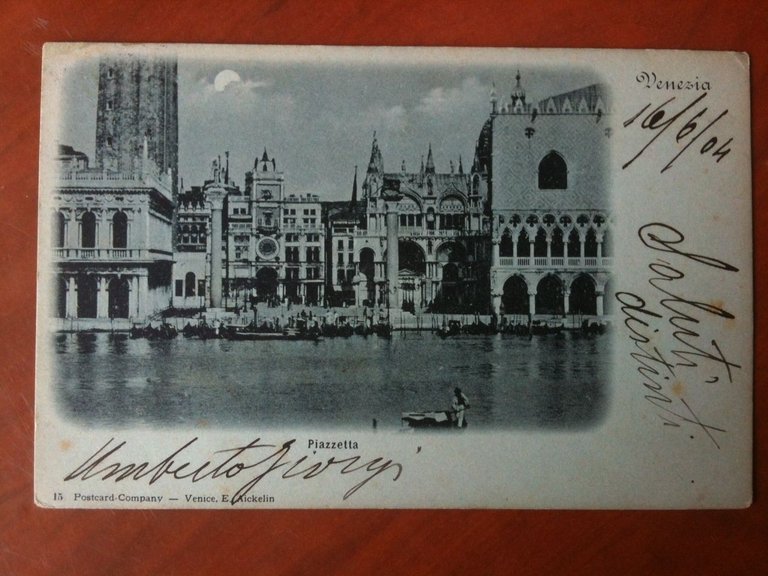 Venezia
16/6/04
Saluti
distinti
Piazzetta
Umberto Giorgi
15 Postcard-Company — Venice, E. Aickelin